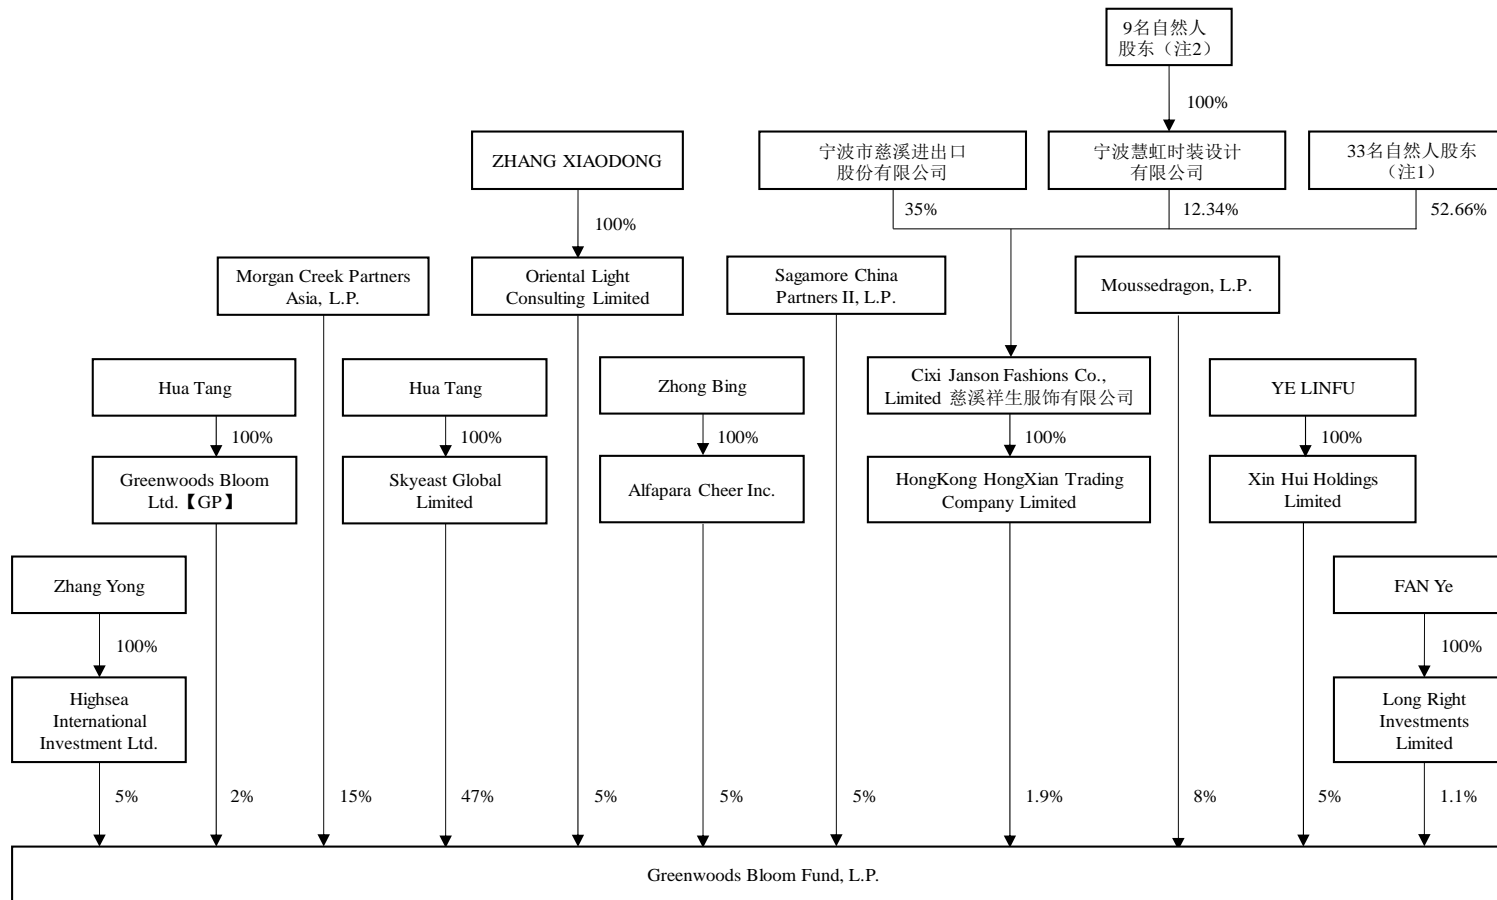 9名自然人
股东（注2）
100%
ZHANG XIAODONG
宁波市慈溪进出口
股份有限公司
宁波慧虹时装设计
有限公司
33名自然人股东
（注1）
100%
35%
12.34%
52.66%
Morgan Creek Partners
Asia, L.P.
Oriental Light
Consulting Limited
Sagamore China
Partners II, L.P.
Moussedragon, L.P.
Hua Tang
Hua Tang
Zhong Bing
Cixi Janson Fashions Co.,
Limited 慈溪祥生服饰有限公司
YE LINFU
100%
100%
100%
100%
100%
Greenwoods Bloom
Ltd.【GP】
Skyeast Global
Limited
Alfapara Cheer Inc.
HongKong HongXian Trading
Company Limited
Xin Hui Holdings
Limited
Zhang Yong
FAN Ye
100%
100%
Highsea
International
Investment Ltd.
Long Right
Investments
Limited
5%
2%
15%
47%
5%
5%
5%
1.9%
8%
5%
1.1%
Greenwoods Bloom Fund, L.P.